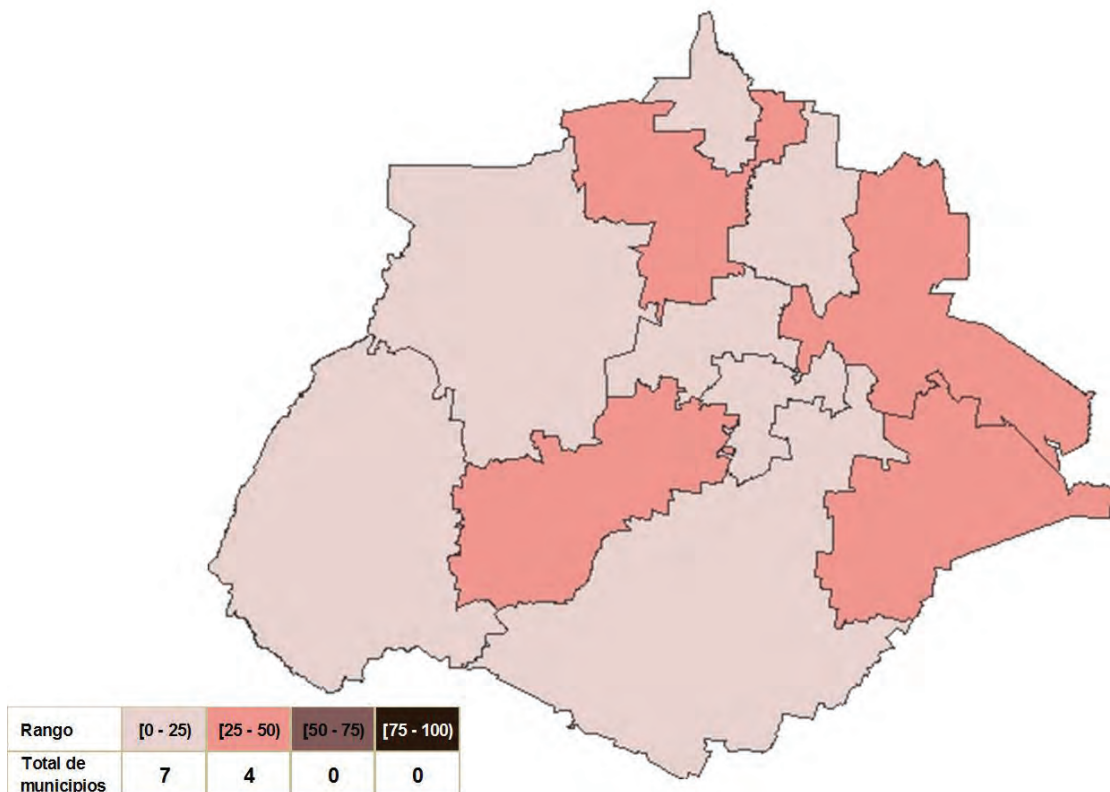 Rango [0 - 25) [25 - 50) [50 - 75) [75 - 100)
Total de
municipios 7 4 0 0